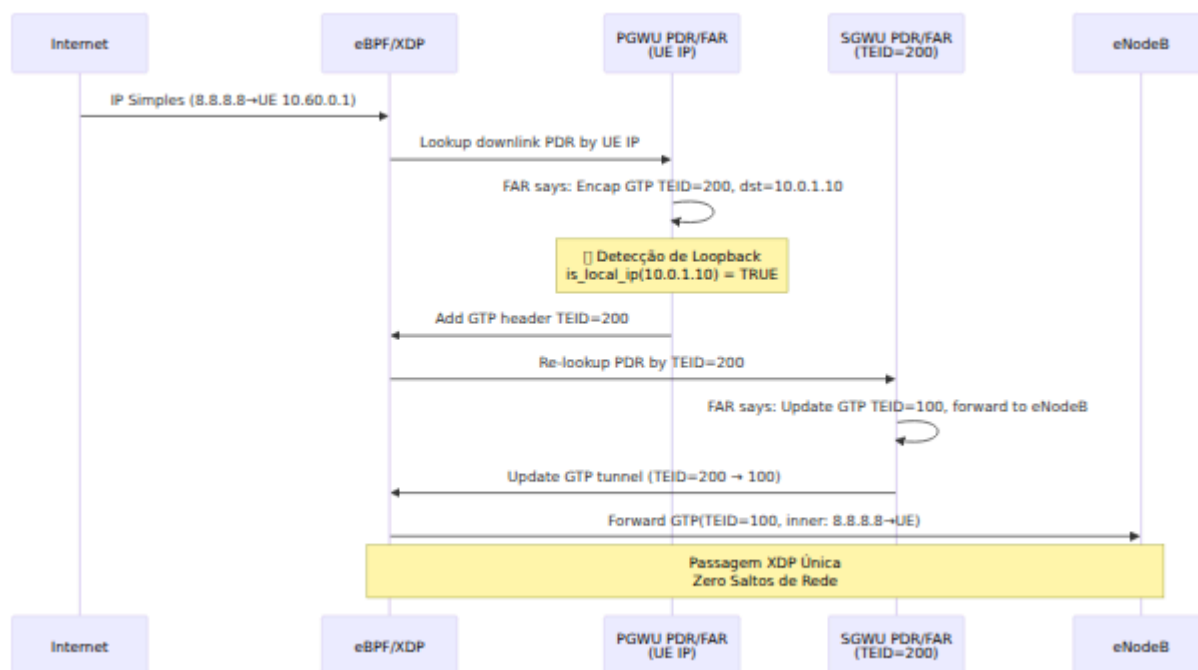 Internet
eBPF/XDP
PGWU PDR/FAR
(UE IP)
SGWU PDR/FAR
(TEID=200)
eNodeB
IP Simples (8.8.8.8→UE 10.60.0.1)
Lookup downlink PDR by UE IP
FAR says: Encap GTP TEID=200, dst=10.0.1.10
Detecção de Loopback
is_local_ip(10.0.1.10) = TRUE
Add GTP header TEID=200
Re-lookup PDR by TEID=200
FAR says: Update GTP TEID=100, forward to eNodeB
Update GTP tunnel (TEID=200 → 100)
Forward GTP(TEID=100, inner: 8.8.8.8→UE)
Passagem XDP Única
Zero Saltos de Rede
Internet
eBPF/XDP
PGWU PDR/FAR
(UE IP)
SGWU PDR/FAR
(TEID=200)
eNodeB